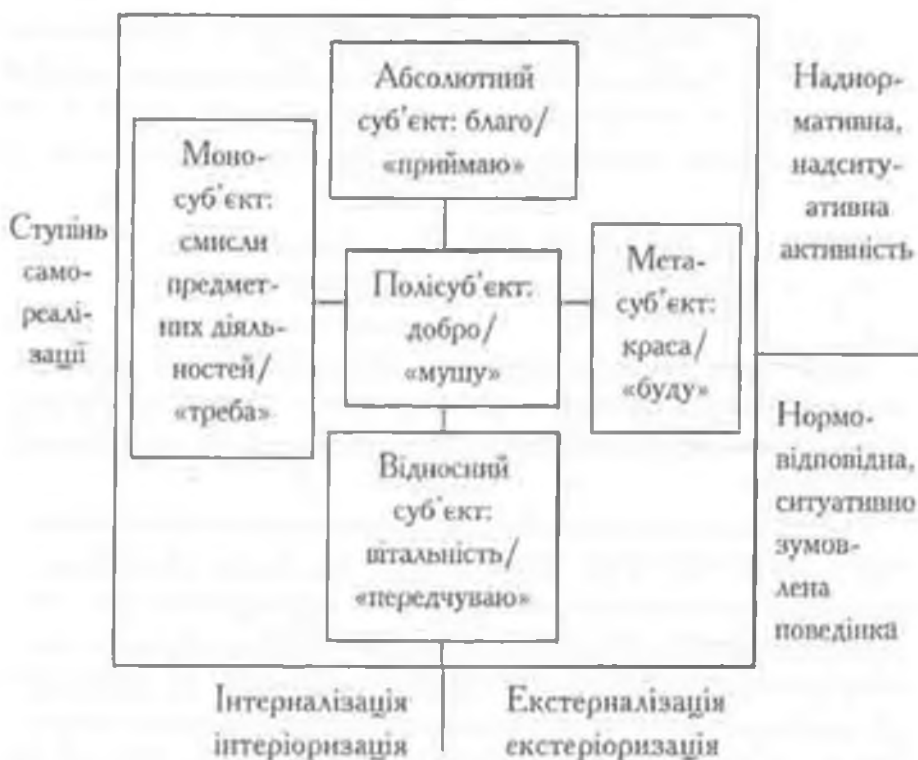 Абсолютний
суб'єкт: благо/
«приймаю»
Моно-
суб'єкт:
смисли
предмет-
них діяль-
ностей/
«треба»
Ступінь
само-
реалі-
зації
Полісуб'єкт:
добро/
«мушу»
Мета-
суб'єкт:
краса/
«буду»
Наднор-
мативна,
надситу-
ативна
активність
Відносний
суб'єкт:
вітальність/
«передчуваю»
Нормо-
відповідна,
ситуативно
зумов-
лена
поведінка
Інтерналізація
інтеріоризація
Екстерналізація
екстеріоризація